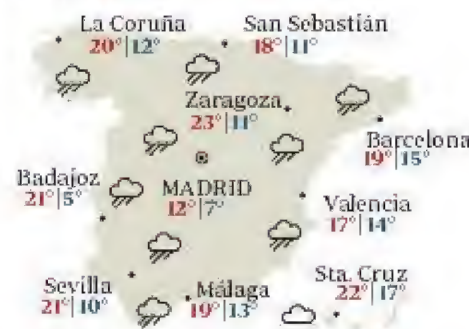 La Coruña
20°|12°
San Sebastián
18°|11°
Zaragoza
23°|11°
Barcelona
19°|15°
Badajoz
21°|5°
MADRID
12°|7°
Valencia
17°|14°
Sevilla
21°|10°
Málaga
19°|13°
Sta. Cruz
22°|17°